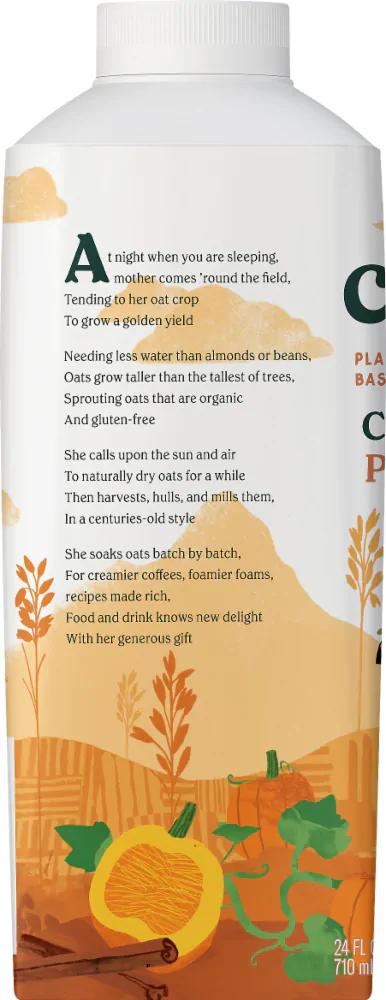 At night when you are sleeping,
mother comes 'round the field,
Tending to her oat crop
To grow a golden yield
Needing less water than almonds or beans,
Oats grow taller than the tallest of trees,
Sprouting oats that are organic
And gluten-free
She calls upon the sun and air
To naturally dry oats for a while
Then harvests, hulls, and mills them,
In a centuries-old style
She soaks oats batch by batch,
For creamier coffees, foamier foams,
recipes made rich,
Food and drink knows new delight
With her generous gift
24 FL
710 ml